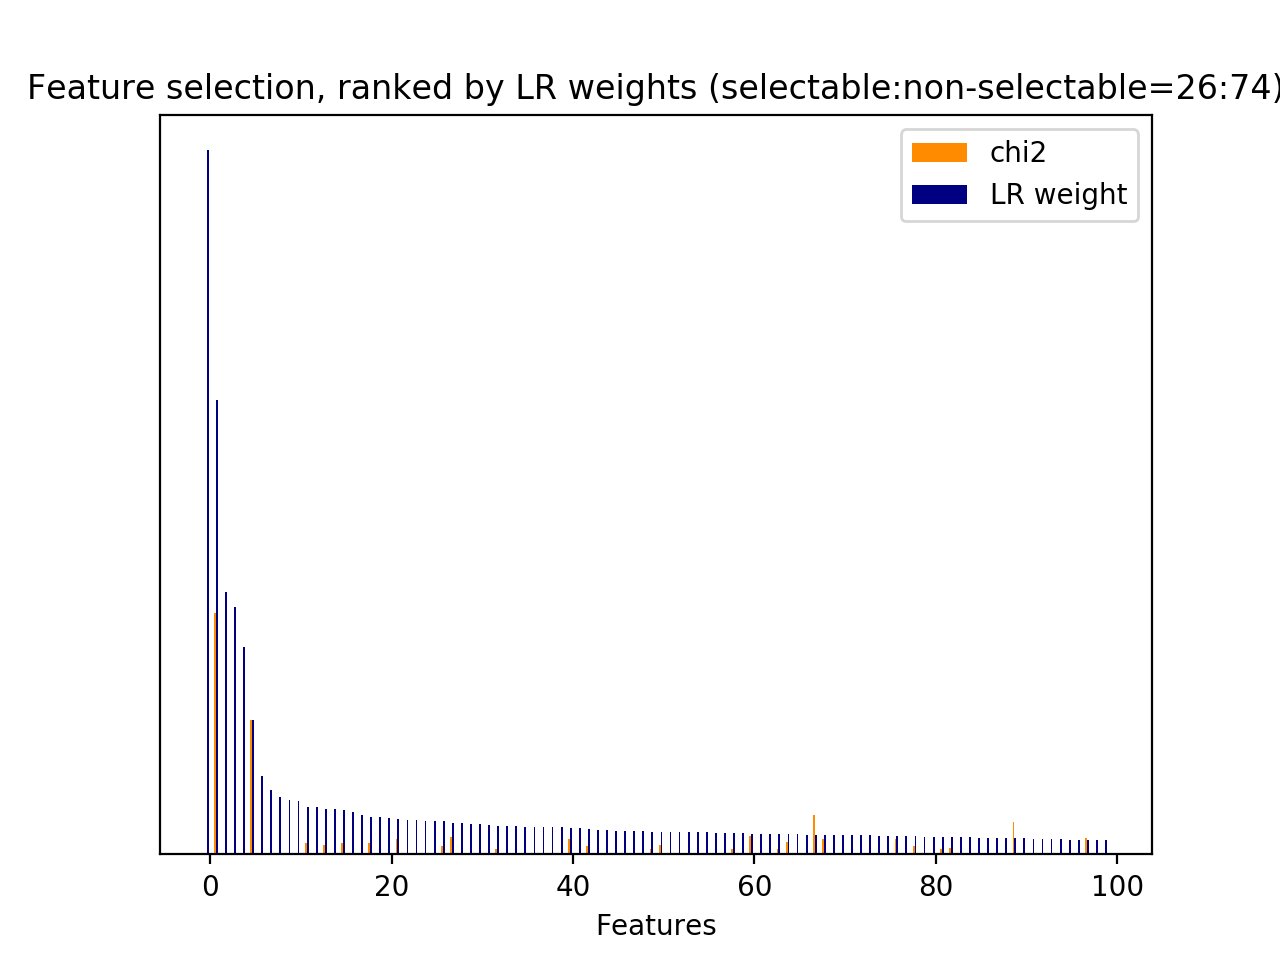 Feature selection, ranked by LR weights (selectable:non-selectable=26:74)
chi2
LR weight
0 20 40 60 80 100
Features